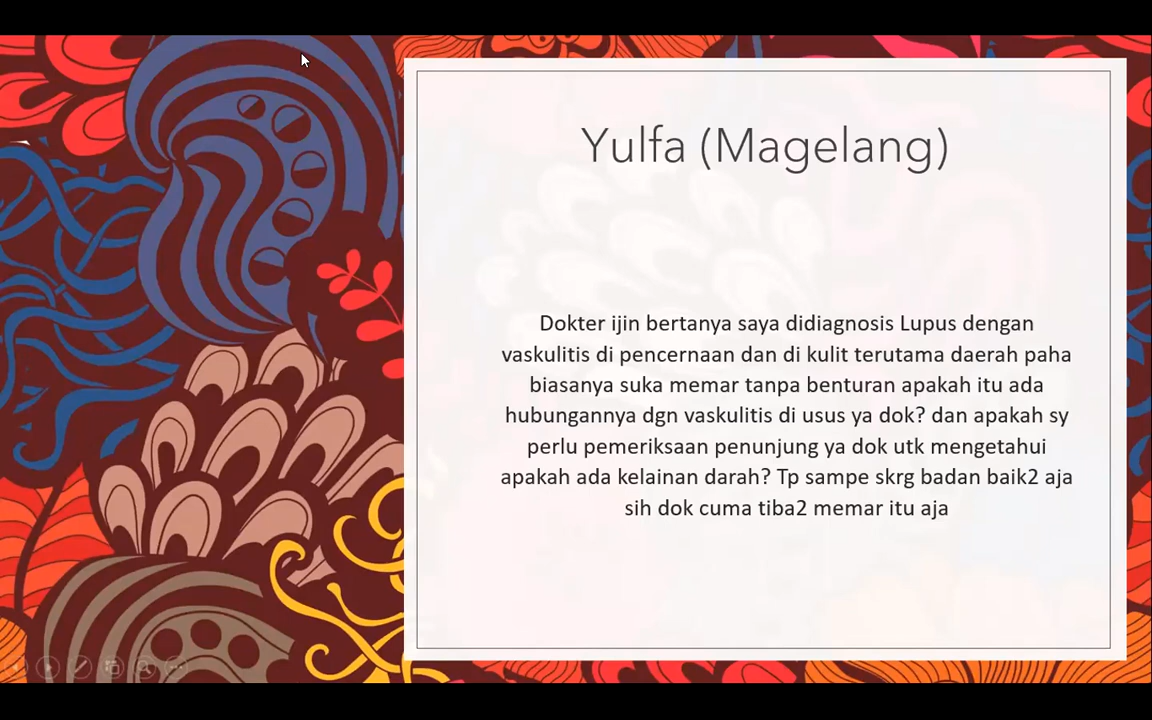 Yulfa (Magelang)
Dokter ijin bertanya saya didiagnosis Lupus dengan
vaskulitis di pencernaan dan di kulit terutama daerah paha
biasanya suka memar tanpa benturan apakah itu ada
hubungannya dgn vaskulitis di usus ya dok? dan apakah sy
perlu pemeriksaan penunjung ya dok utk mengetahui
apakah ada kelainan darah? Tp sampe skrg badan baik2 aja
sih dok cuma tiba2 memar itu aja